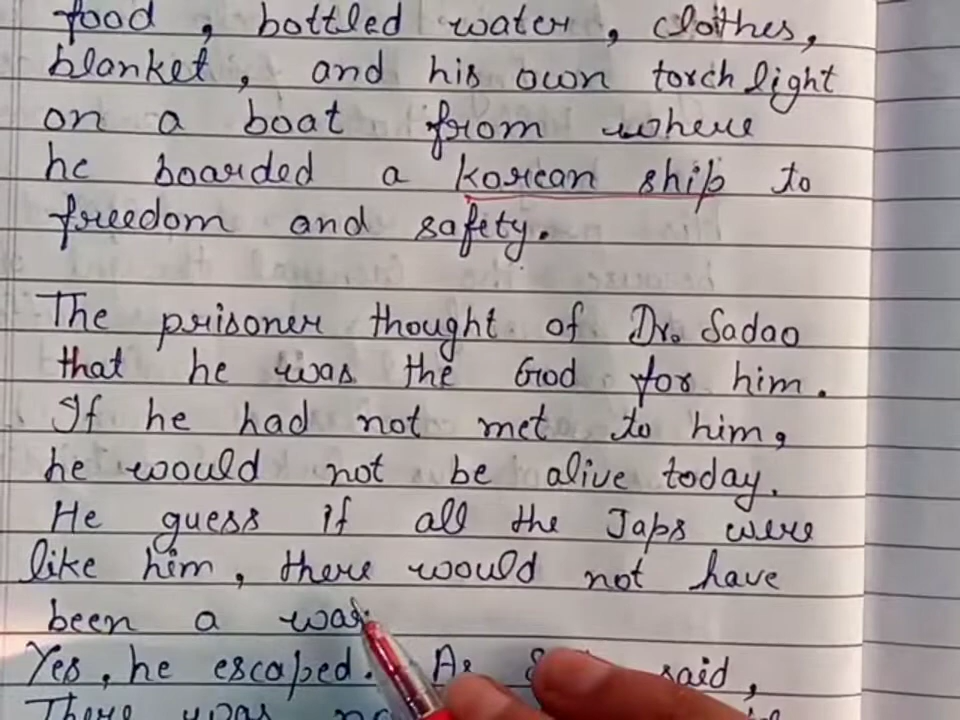 food, bottled water, clothes,
blanket, and his own torch light
on a boat from where
he boarded a korean ship to
freedom and safety.
The prisoner thought of Dr. Sadao
that he was the God for him.
If he had not met to him,
he would not be alive today.
He guess if all the Japs were
like him, there would not have
been a war
Yes, he escaped. As said,
There was